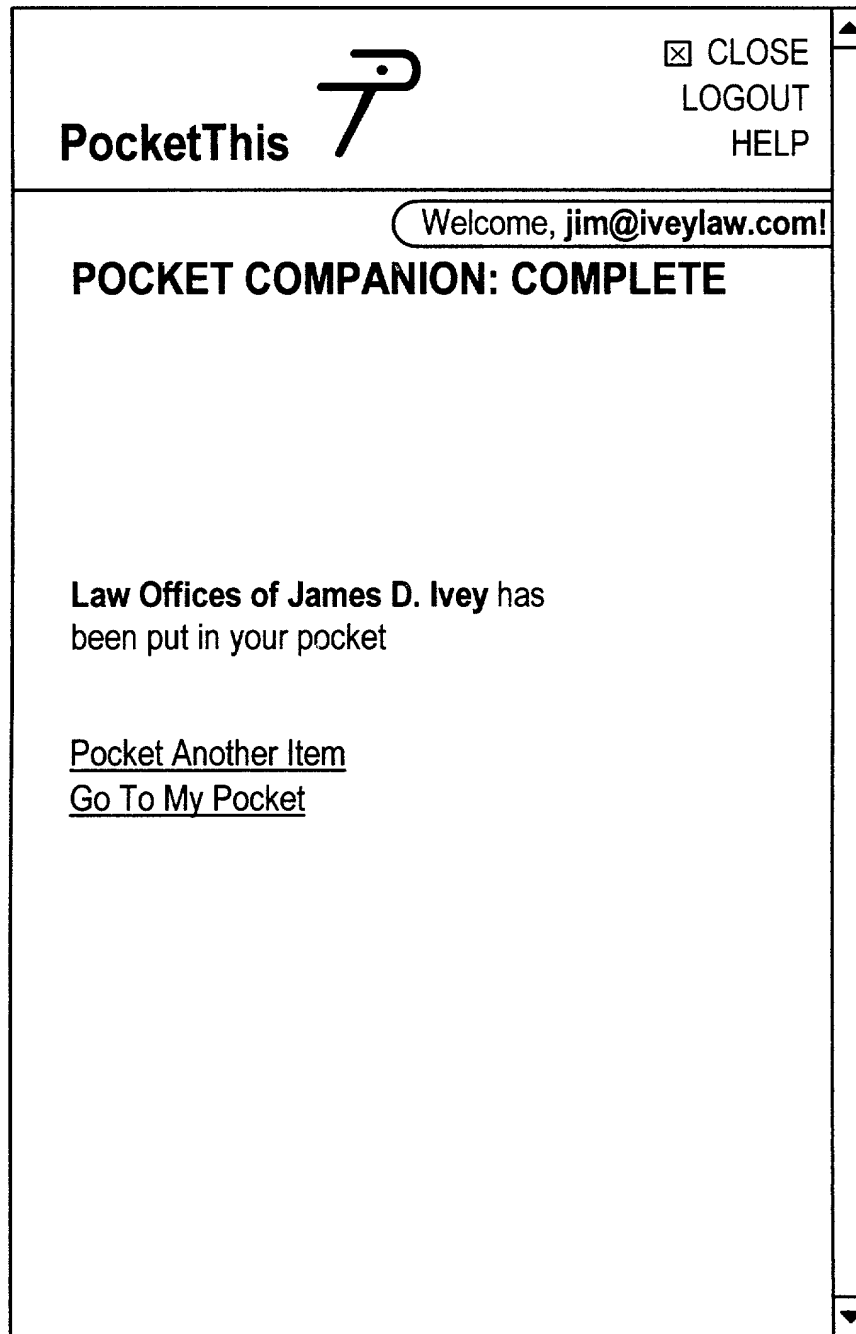 ☒ CLOSE
LOGOUT
PocketThis
HELP
Welcome, jim@iveylaw.com!
POCKET COMPANION: COMPLETE
Law Offices of James D. Ivey has
been put in your pocket
Pocket Another Item
Go To My Pocket